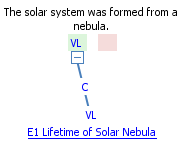 The solar system was formed from a
nebula.
VL
C
VL
E1 Lifetime of Solar Nebula